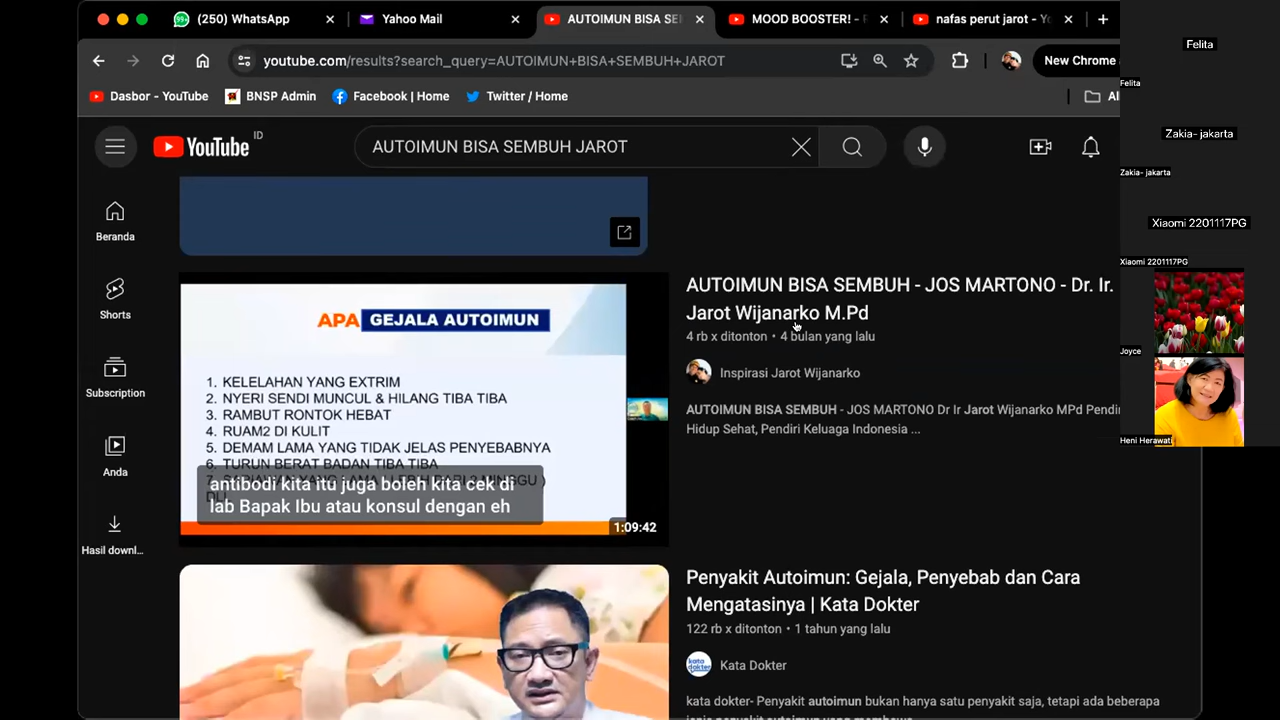 (250) WhatsApp
Yahoo Mail
AUTOIMUN BISA SE
MOOD BOOSTER! -
nafas perut jarot -
youtube.com/results?search_query=AUTOIMUN+BISA+SEMBUH+JAROT
New Chrome
Dasbor - YouTube
BNSP Admin
Facebook | Home
Twitter / Home
YouTube ID
AUTOIMUN BISA SEMBUH JAROT
Beranda
Shorts
Subscription
Anda
Hasil downl...
APA GEJALA AUTOIMUN
1. KELELAHAN YANG EXTRIM
2. NYERI SENDI MUNCUL & HILANG TIBA TIBA
3. RAMBUT RONTOK HEBAT
4. RUAM2 DI KULIT
5. DEMAM LAMA YANG TIDAK JELAS PENYEBABNYA
6. TURUN BERAT BADAN TIBA TIBA
antibodi kita itu juga boleh kita cek di
lab Bapak Ibu atau konsul dengan eh
1:09:42
AUTOIMUN BISA SEMBUH - JOS MARTONO - Dr. Ir.
Jarot Wijanarko M.Pd
4 rb x ditonton • 4 bulan yang lalu
Inspirasi Jarot Wijanarko
AUTOIMUN BISA SEMBUH - JOS MARTONO Dr Ir Jarot Wijanarko MPd Pendir
Hidup Sehat, Pendiri Keluaga Indonesia ...
Penyakit Autoimun: Gejala, Penyebab dan Cara
Mengatasinya | Kata Dokter
122 rb x ditonton • 1 tahun yang lalu
kata dokter
Kata Dokter
kata dokter- Penyakit autoimun bukan hanya satu penyakit saja, tetapi ada beberapa
Felita
Felita
Zakia- jakarta
Zakia- jakarta
Xiaomi 2201117PG
Xiaomi 2201117PG
Joyce
Heni Herawati